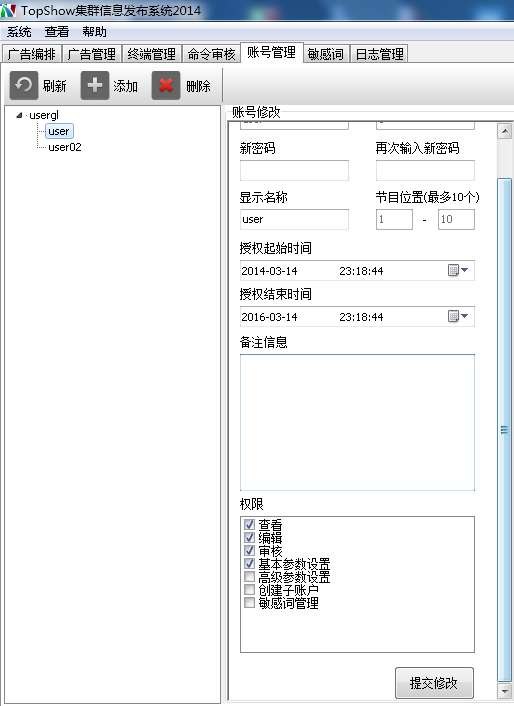 TopShow集群信息发布系统2014
系统 查看 帮助
广告编排 广告管理 终端管理 命令审核 账号管理 敏感词 日志管理
刷新 添加 删除
usergl
user
user02
账号修改
新密码 再次输入新密码
显示名称 节目位置(最多10个)
user 1 - 10
授权起始时间
2014-03-14 23:18:44
授权结束时间
2016-03-14 23:18:44
备注信息
权限
查看
编辑
审核
基本参数设置
高级参数设置
创建子账户
敏感词管理
提交修改